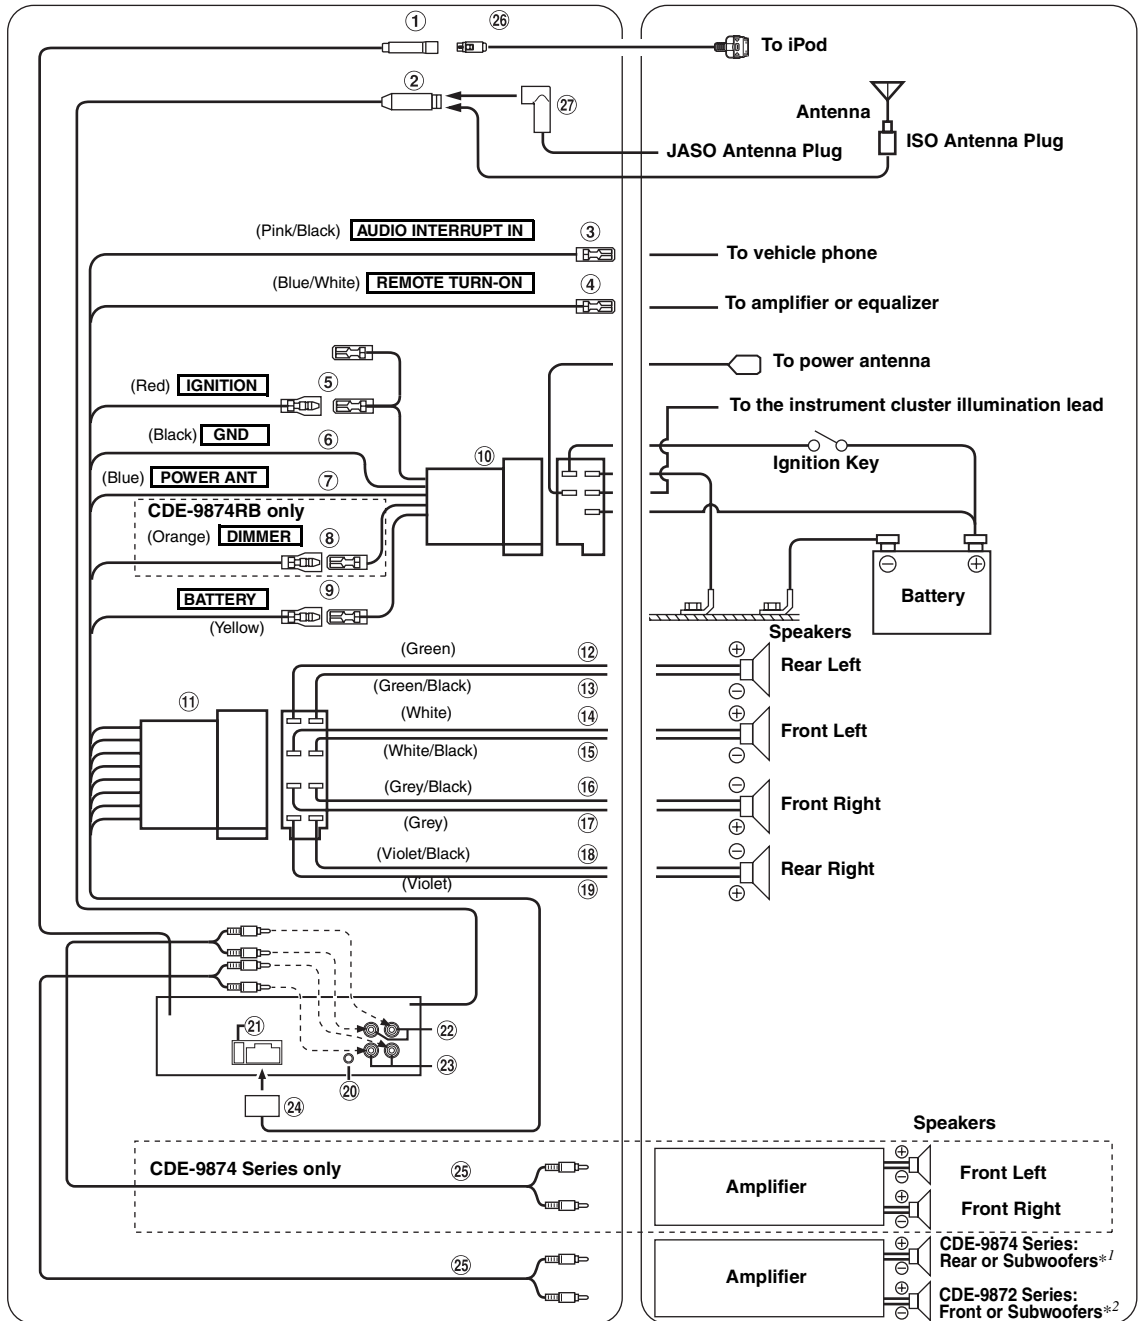 ① ㉖ To iPod
② ㉗
Antenna
ISO Antenna Plug
JASO Antenna Plug
(Pink/Black) AUDIO INTERRUPT IN ③ To vehicle phone
(Blue/White) REMOTE TURN-ON ④ To amplifier or equalizer
To power antenna
(Red) IGNITION ⑤ To the instrument cluster illumination lead
(Black) GND ⑥ ⑩ Ignition Key
(Blue) POWER ANT ⑦
CDE-9874RB only
(Orange) DIMMER ⑧
⊖ ⊕
Battery
BATTERY ⑨
(Yellow)
Speakers
(Green) ⑫ ⊕ Rear Left
(Green/Black) ⑬ ⊖
⑪
(White) ⑭ ⊕ Front Left
(White/Black) ⑮ ⊖
(Grey/Black) ⑯ ⊖ Front Right
(Grey) ⑰ ⊕
(Violet/Black) ⑱ ⊖ Rear Right
(Violet) ⑲ ⊕
㉑ ㉒
㉓
⑳
㉔
Speakers
CDE-9874 Series only ㉕ Amplifier
⊕ Front Left
⊖
⊕ Front Right
⊖
㉕ Amplifier
⊕ CDE-9874 Series:
⊖ Rear or Subwoofers*1
⊕ CDE-9872 Series:
⊖ Front or Subwoofers*2